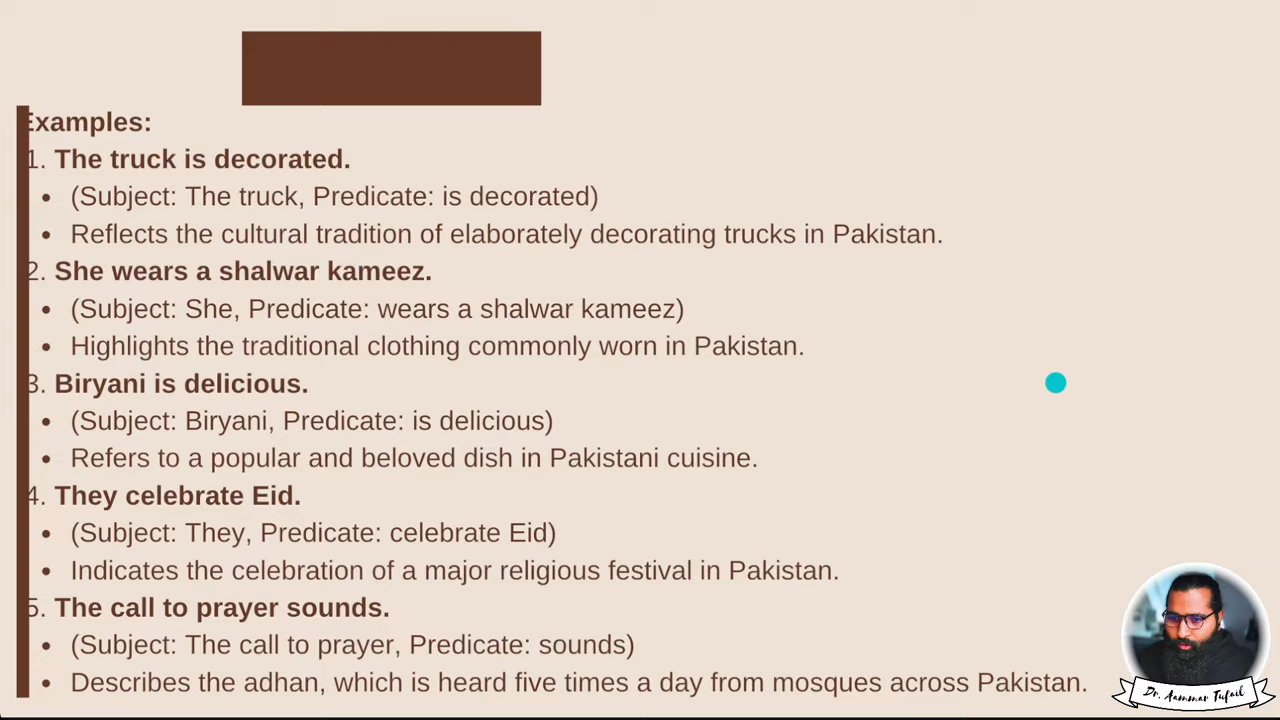 Examples:
1. The truck is decorated.
• (Subject: The truck, Predicate: is decorated)
• Reflects the cultural tradition of elaborately decorating trucks in Pakistan.
2. She wears a shalwar kameez.
• (Subject: She, Predicate: wears a shalwar kameez)
• Highlights the traditional clothing commonly worn in Pakistan.
3. Biryani is delicious.
• (Subject: Biryani, Predicate: is delicious)
• Refers to a popular and beloved dish in Pakistani cuisine.
4. They celebrate Eid.
• (Subject: They, Predicate: celebrate Eid)
• Indicates the celebration of a major religious festival in Pakistan.
5. The call to prayer sounds.
• (Subject: The call to prayer, Predicate: sounds)
• Describes the adhan, which is heard five times a day from mosques across Pakistan.
Dr. Aammar Tufail